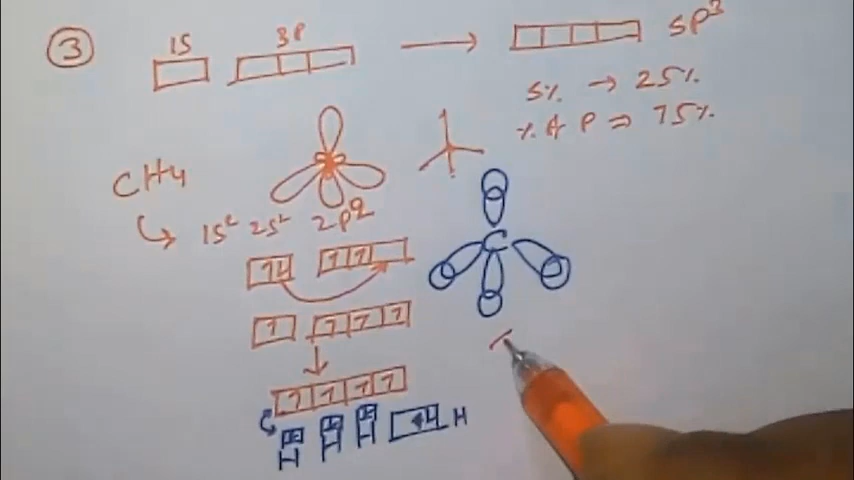 3
1S 3P → SP³
S% → 25%
% of P ⇒ 75%
CH4
1S² 2S² 2P²
C
H H H H